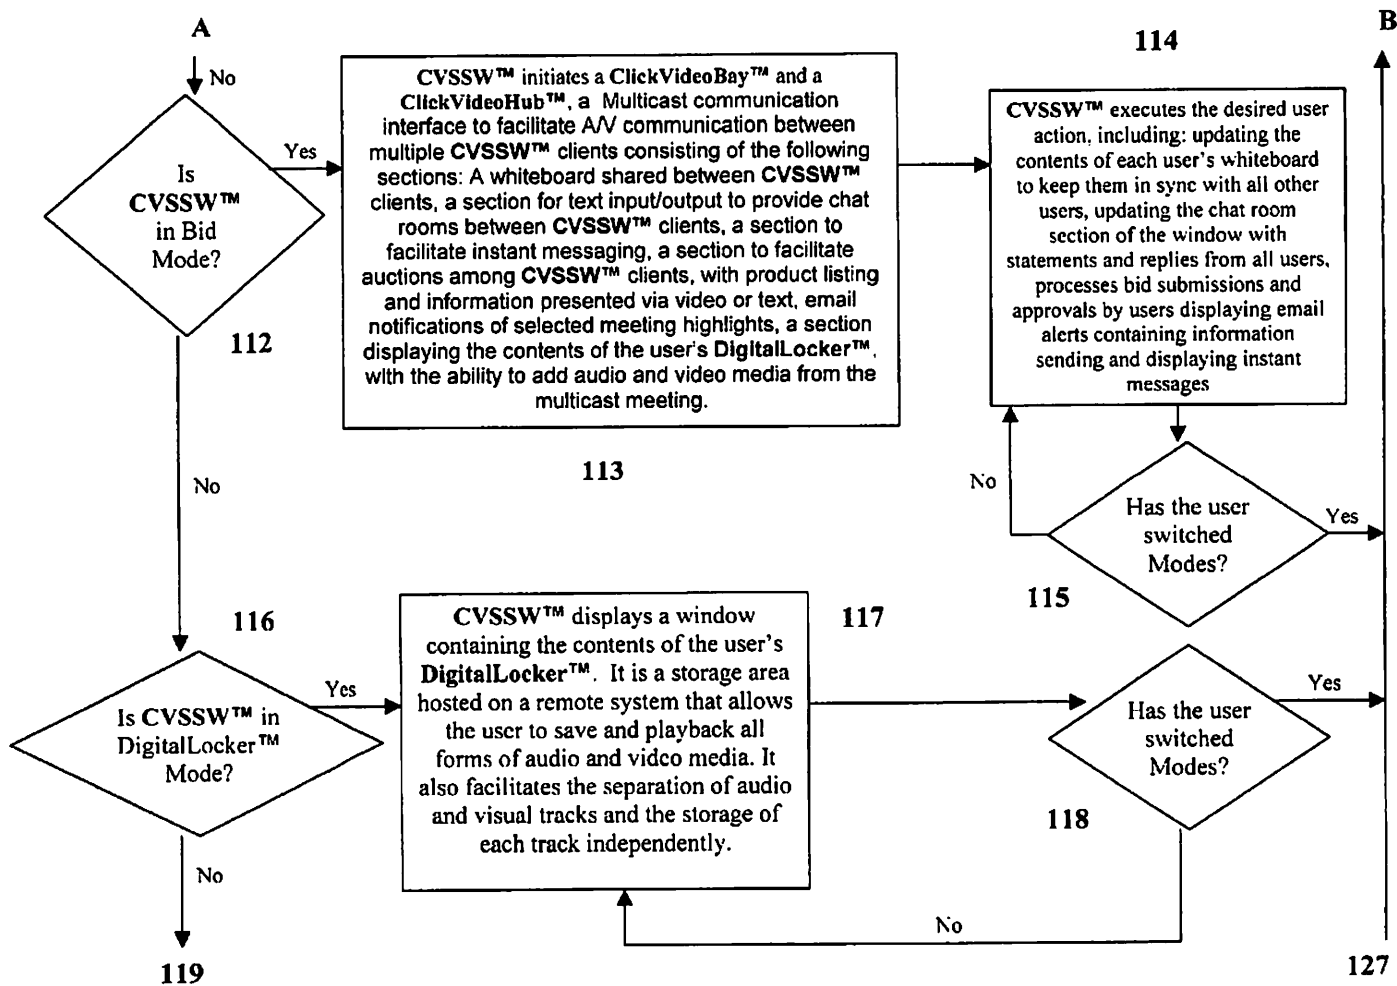 A
B
No
114
CVSSW™ initiates a ClickVideoBay™ and a
ClickVideoHub™, a Multicast communication
interface to facilitate A/V communication between
multiple CVSSW™ clients consisting of the following
sections: A whiteboard shared between CVSSW™
clients, a section for text input/output to provide chat
rooms between CVSSW™ clients, a section to
facilitate instant messaging, a section to facilitate
auctions among CVSSW™ clients, with product listing
and information presented via video or text, email
notifications of selected meeting highlights, a section
displaying the contents of the user's DigitalLocker™,
with the ability to add audio and video media from the
multicast meeting.
CVSSW™ executes the desired user
action, including: updating the
contents of each user's whiteboard
to keep them in sync with all other
users, updating the chat room
section of the window with
statements and replies from all users,
processes bid submissions and
approvals by users displaying email
alerts containing information
sending and displaying instant
messages
Yes
Is
CVSSW™
in Bid
Mode?
112
113
No
No
Has the user
switched
Modes?
Yes
115
116
CVSSW™ displays a window
containing the contents of the user's
DigitalLocker™. It is a storage area
hosted on a remote system that allows
the user to save and playback all
forms of audio and video media. It
also facilitates the separation of audio
and visual tracks and the storage of
each track independently.
117
Yes
Is CVSSW™ in
DigitalLocker™
Mode?
Has the user
switched
Modes?
Yes
118
No
No
119
127